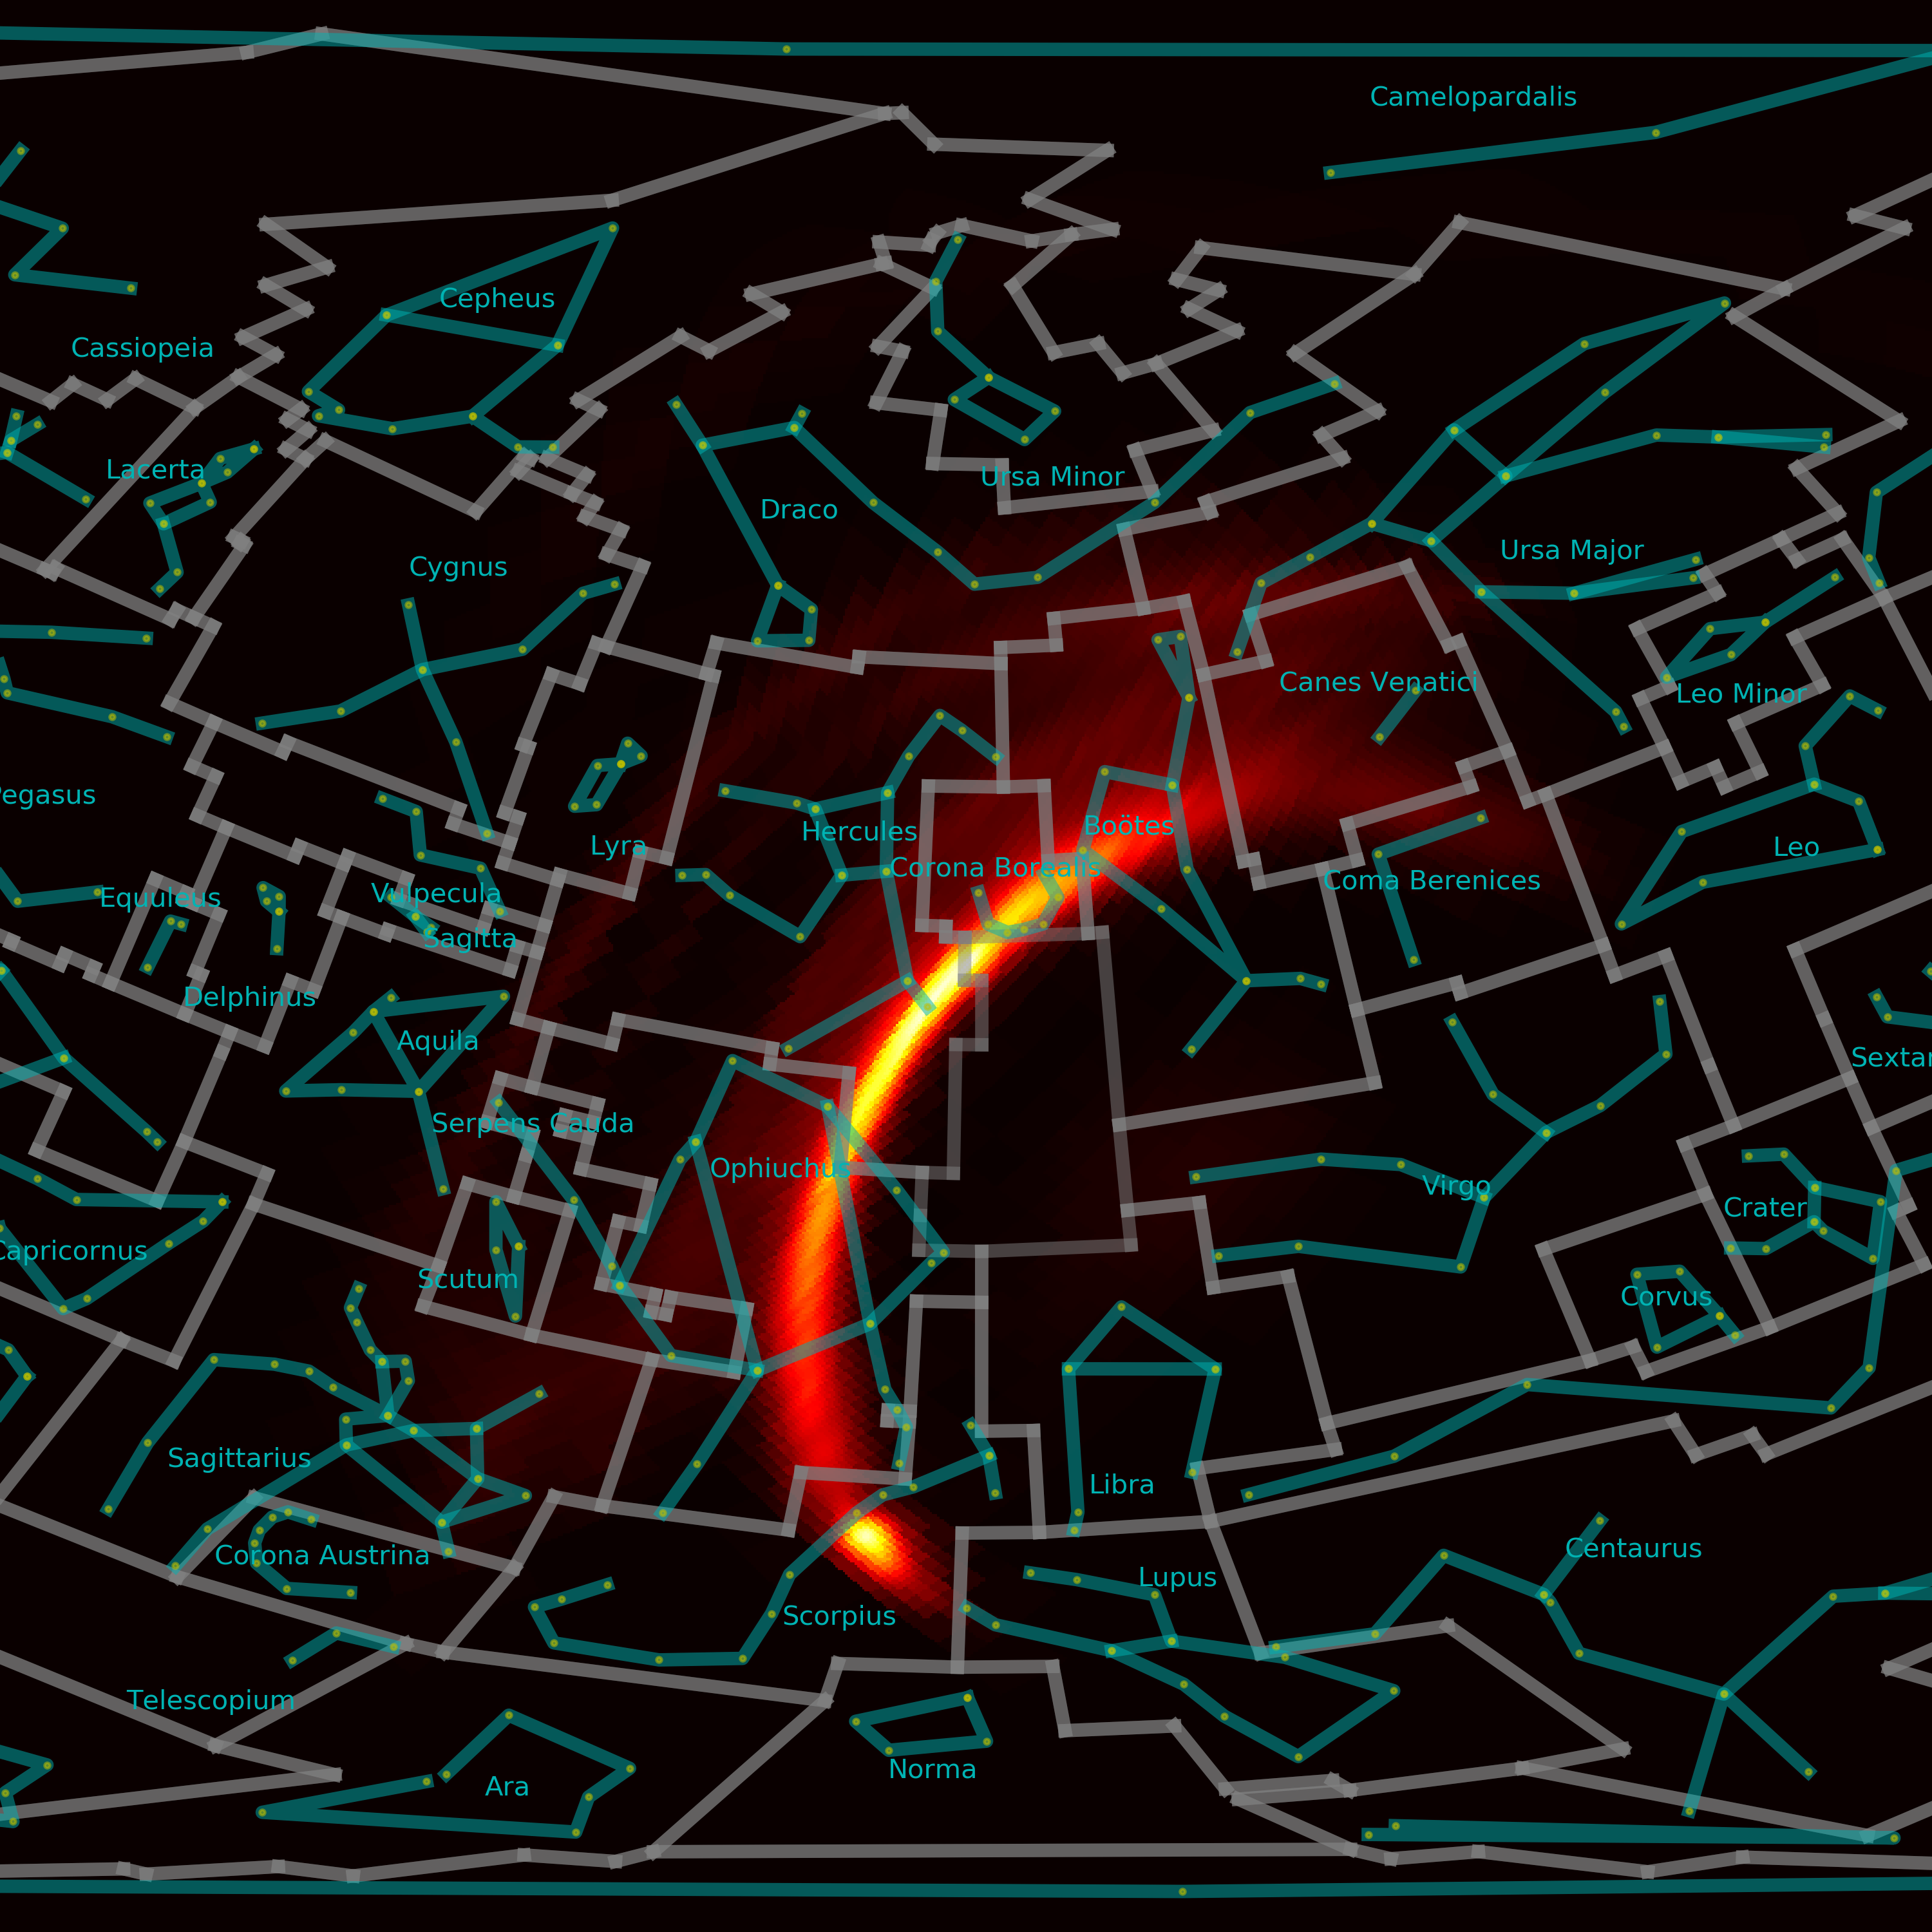 Camelopardalis
Cepheus
Cassiopeia
Lacerta
Ursa Minor
Draco
Ursa Major
Cygnus
Canes Venatici
Leo Minor
egasus
Boötes
Hercules
Lyra
Leo
Corona Borealis
Coma Berenices
Vulpecula
Equuleus
Sagitta
Delphinus
Aquila
Sextan
Serpens Cauda
Ophiuchus
Virgo
Crater
Capricornus
Scutum
Corvus
Sagittarius
Libra
Corona Austrina
Centaurus
Lupus
Scorpius
Telescopium
Norma
Ara